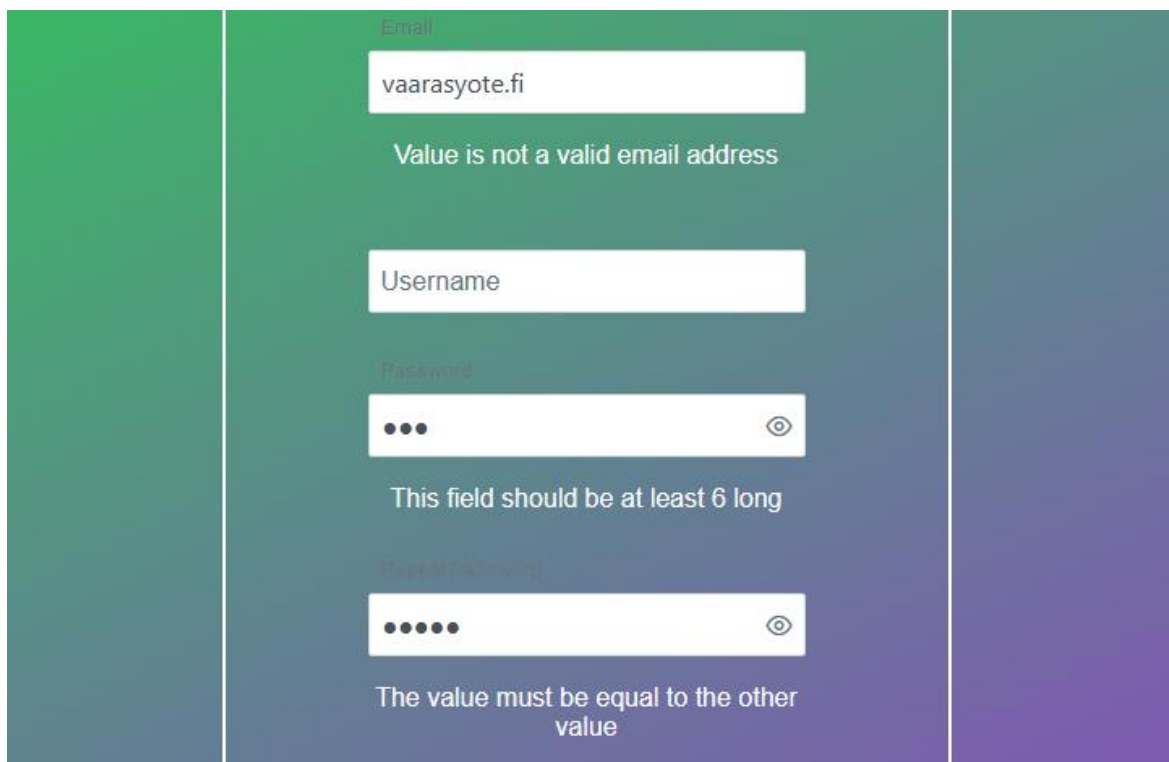 Email
vaarasyote.fi
Value is not a valid email address
Username
Password
●●●
This field should be at least 6 long
Repeat Password
●●●●●
The value must be equal to the other
value